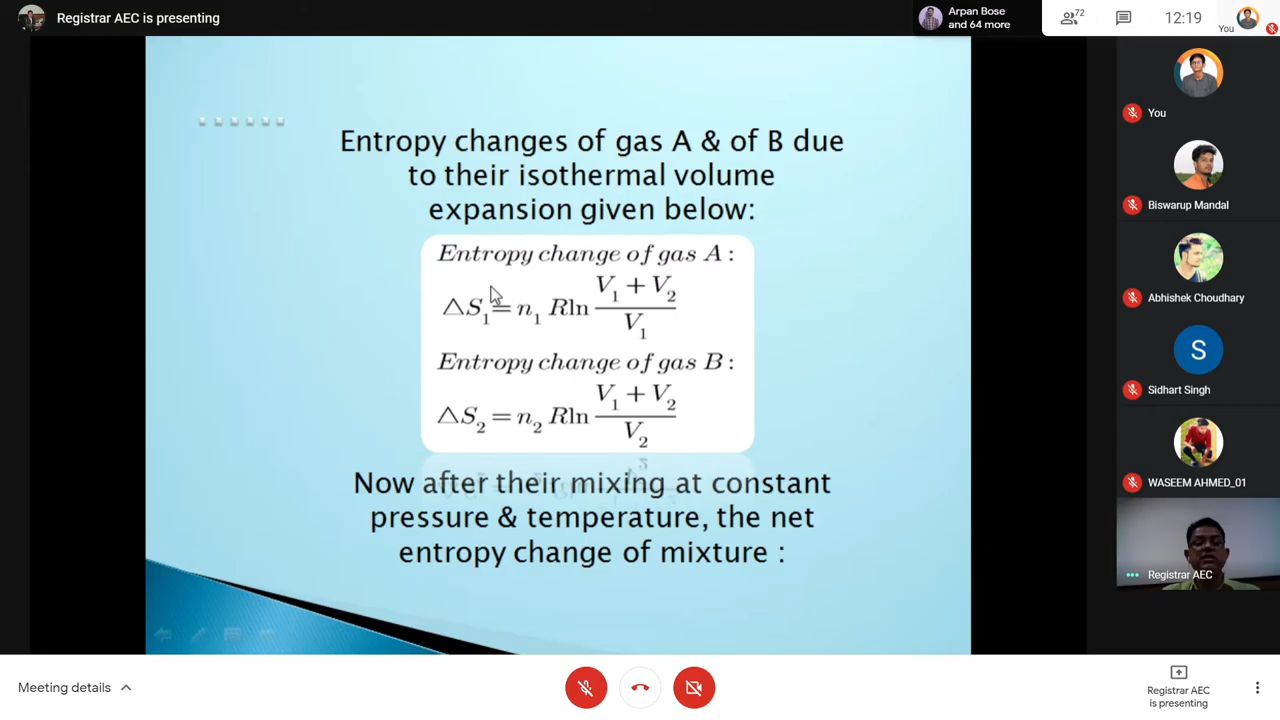 Registrar AEC is presenting
Arpan Bose
and 64 more
72
12:19
You
Entropy changes of gas A & of B due
to their isothermal volume
expansion given below:
Entropy change of gas A :
△S₁ = n₁ Rln (V₁ + V₂)/V₁
Entropy change of gas B :
△S₂ = n₂ Rln (V₁ + V₂)/V₂
Now after their mixing at constant
pressure & temperature, the net
entropy change of mixture :
You
Biswarup Mandal
Abhishek Choudhary
S
Sidhart Singh
WASEEM AHMED_01
Registrar AEC
Meeting details
Registrar AEC
is presenting